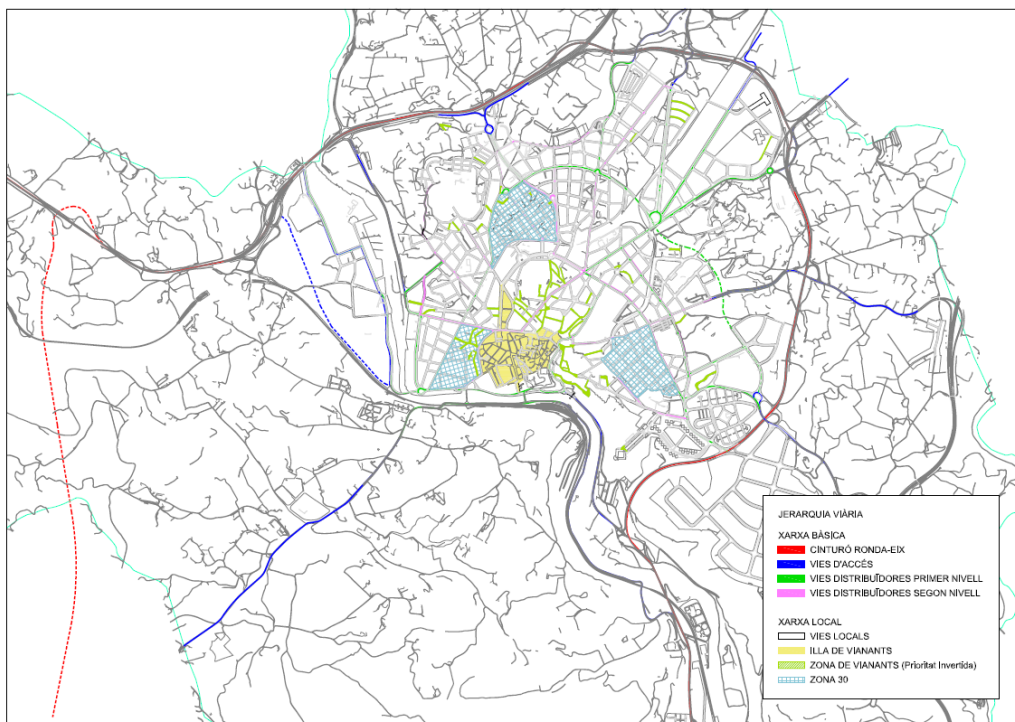 JERARQUIA VIÀRIA
XARXA BÀSICA
CINTURÓ RONDA-EIX
VIES D'ACCÉS
VIES DISTRIBUÏDORES PRIMER NIVELL
VIES DISTRIBUÏDORES SEGON NIVELL
XARXA LOCAL
VIES LOCALS
ILLA DE VIANANTS
ZONA DE VIANANTS (Prioritat Invertida)
ZONA 30